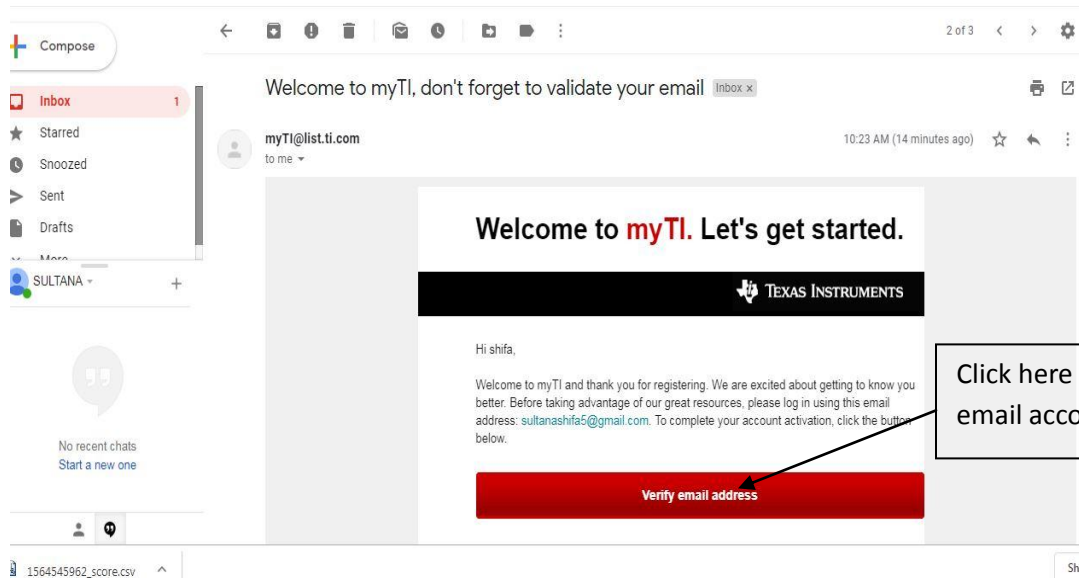 Compose
2 of 3
Welcome to myTI, don't forget to validate your email Inbox x
Inbox 1
Starred
Snoozed
Sent
Drafts
More
SULTANA
No recent chats
Start a new one
myTI@list.ti.com 10:23 AM (14 minutes ago)
to me
Welcome to myTI. Let's get started.
TEXAS INSTRUMENTS
Hi shifa,
Welcome to myTI and thank you for registering. We are excited about getting to know you
better. Before taking advantage of our great resources, please log in using this email
address: sultanashifa5@gmail.com. To complete your account activation, click the button
below.
Verify email address
Click here
email acco
1564545962_score.csv
Sh